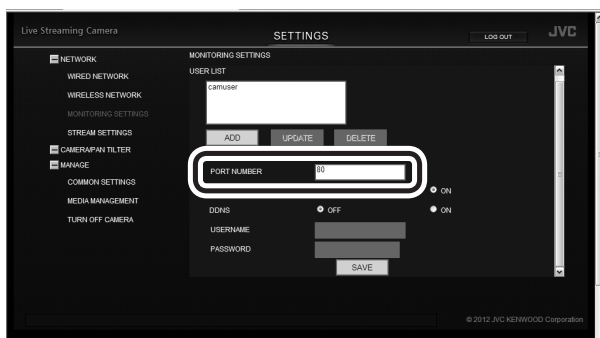 Live Streaming Camera
SETTINGS
LOG OUT
JVC
NETWORK
WIRED NETWORK
WIRELESS NETWORK
MONITORING SETTINGS
STREAM SETTINGS
CAMERA/PAN TILTER
MANAGE
COMMON SETTINGS
MEDIA MANAGEMENT
TURN OFF CAMERA
MONITORING SETTINGS
USER LIST
camuser
ADD UPDATE DELETE
PORT NUMBER 80
ON
DDNS OFF ON
USERNAME
PASSWORD
SAVE
© 2012 JVC KENWOOD Corporation